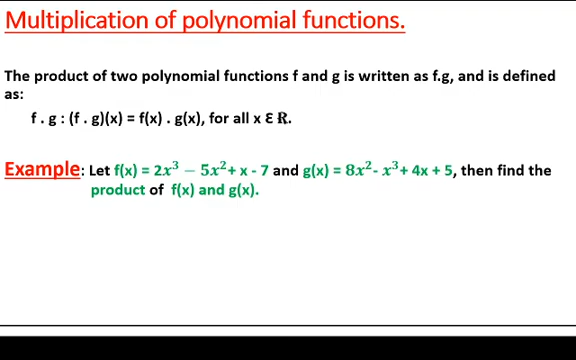 Multiplication of polynomial functions.
The product of two polynomial functions f and g is written as f.g, and is defined
as:
f . g : (f . g)(x) = f(x) . g(x), for all x Ɛ ℝ.
Example: Let f(x) = 2x³ − 5x²+ x - 7 and g(x) = 8x²- x³+ 4x + 5, then find the
product of f(x) and g(x).